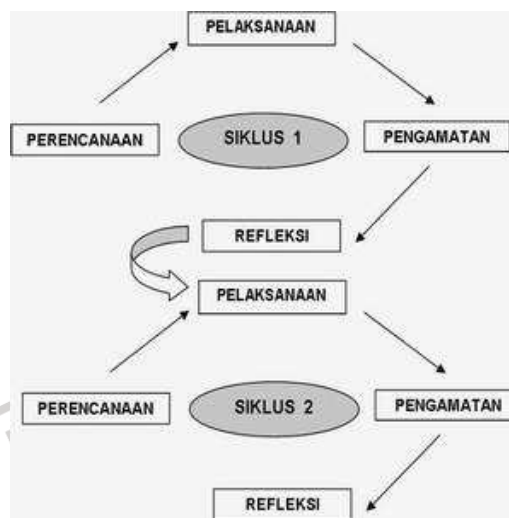 PELAKSANAAN
PERENCANAAN
SIKLUS 1
PENGAMATAN
REFLEKSI
PELAKSANAAN
PERENCANAAN
SIKLUS 2
PENGAMATAN
REFLEKSI